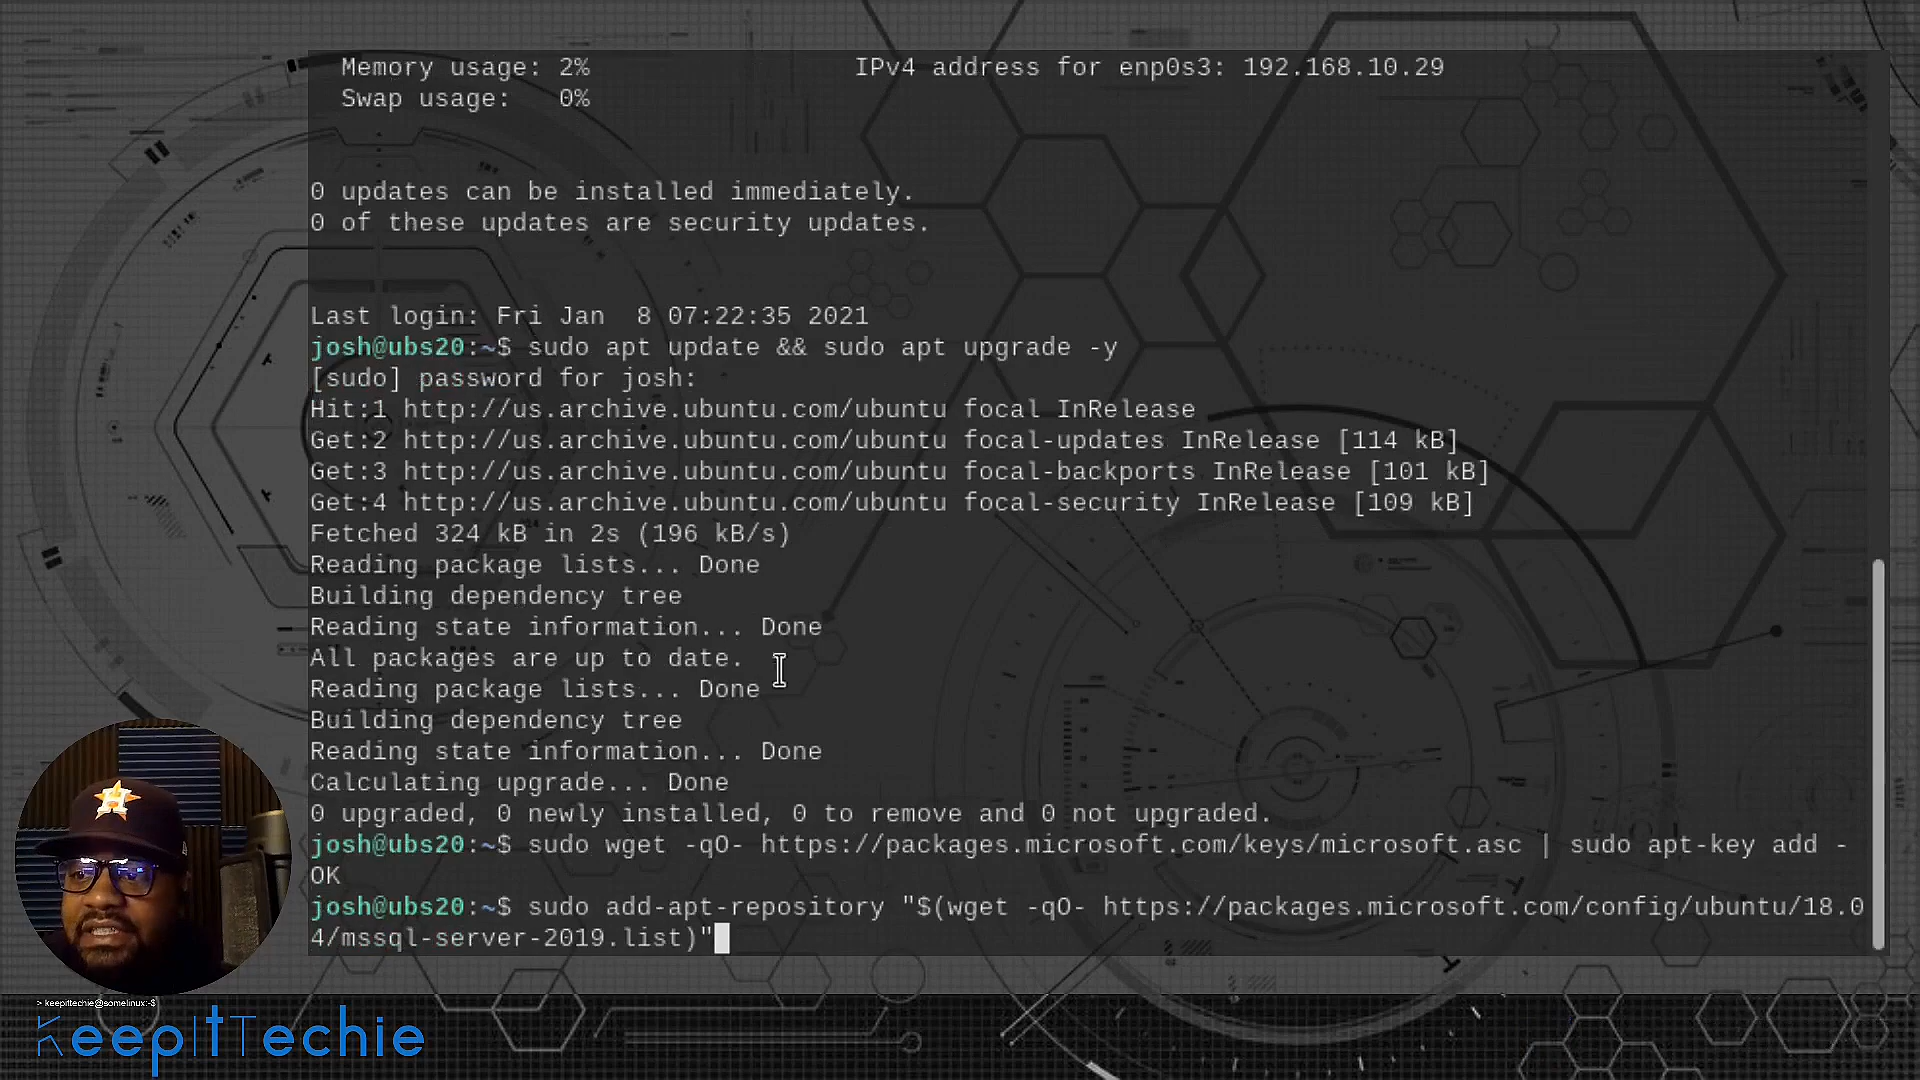 Memory usage: 2% IPv4 address for enp0s3: 192.168.10.29
Swap usage: 0%
0 updates can be installed immediately.
0 of these updates are security updates.
Last login: Fri Jan  8 07:22:35 2021
josh@ubs20:~$ sudo apt update && sudo apt upgrade -y
[sudo] password for josh:
Hit:1 http://us.archive.ubuntu.com/ubuntu focal InRelease
Get:2 http://us.archive.ubuntu.com/ubuntu focal-updates InRelease [114 kB]
Get:3 http://us.archive.ubuntu.com/ubuntu focal-backports InRelease [101 kB]
Get:4 http://us.archive.ubuntu.com/ubuntu focal-security InRelease [109 kB]
Fetched 324 kB in 2s (196 kB/s)
Reading package lists... Done
Building dependency tree
Reading state information... Done
All packages are up to date.
Reading package lists... Done
Building dependency tree
Reading state information... Done
Calculating upgrade... Done
0 upgraded, 0 newly installed, 0 to remove and 0 not upgraded.
josh@ubs20:~$ sudo wget -qO- https://packages.microsoft.com/keys/microsoft.asc | sudo apt-key add -
OK
josh@ubs20:~$ sudo add-apt-repository "$(wget -qO- https://packages.microsoft.com/config/ubuntu/18.0
4/mssql-server-2019.list)"
> keepittechie@somelinux:~$
KeepItTechie